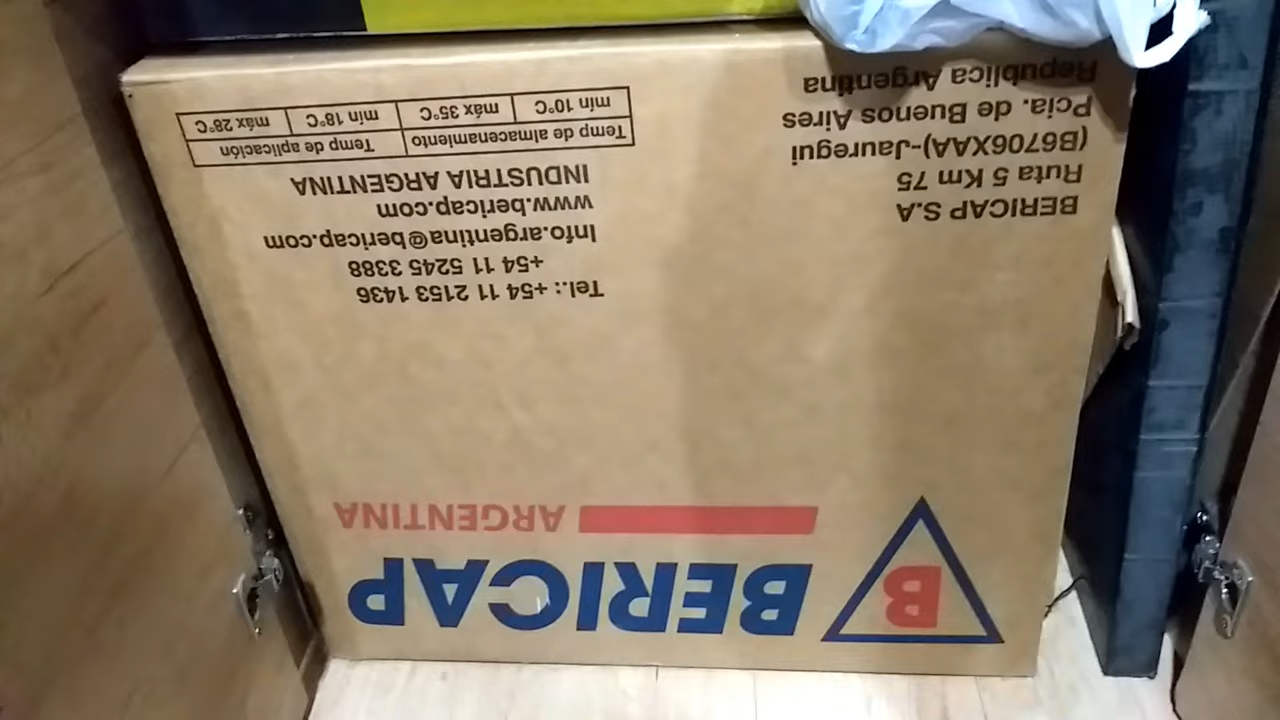 B
BERICAP
ARGENTINA
Tel.: +54 11 2153 1436
+54 11 5245 3388
Info.argentina@bericap.com
www.bericap.com
INDUSTRIA ARGENTINA
Temp de almacenamiento Temp de aplicación
mín 10°C máx 35°C mín 18°C máx 28°C
BERICAP S.A
Ruta 5 Km 75
(B6706XAA)-Jauregui
Pcia. de Buenos Aires
Republica Argentina